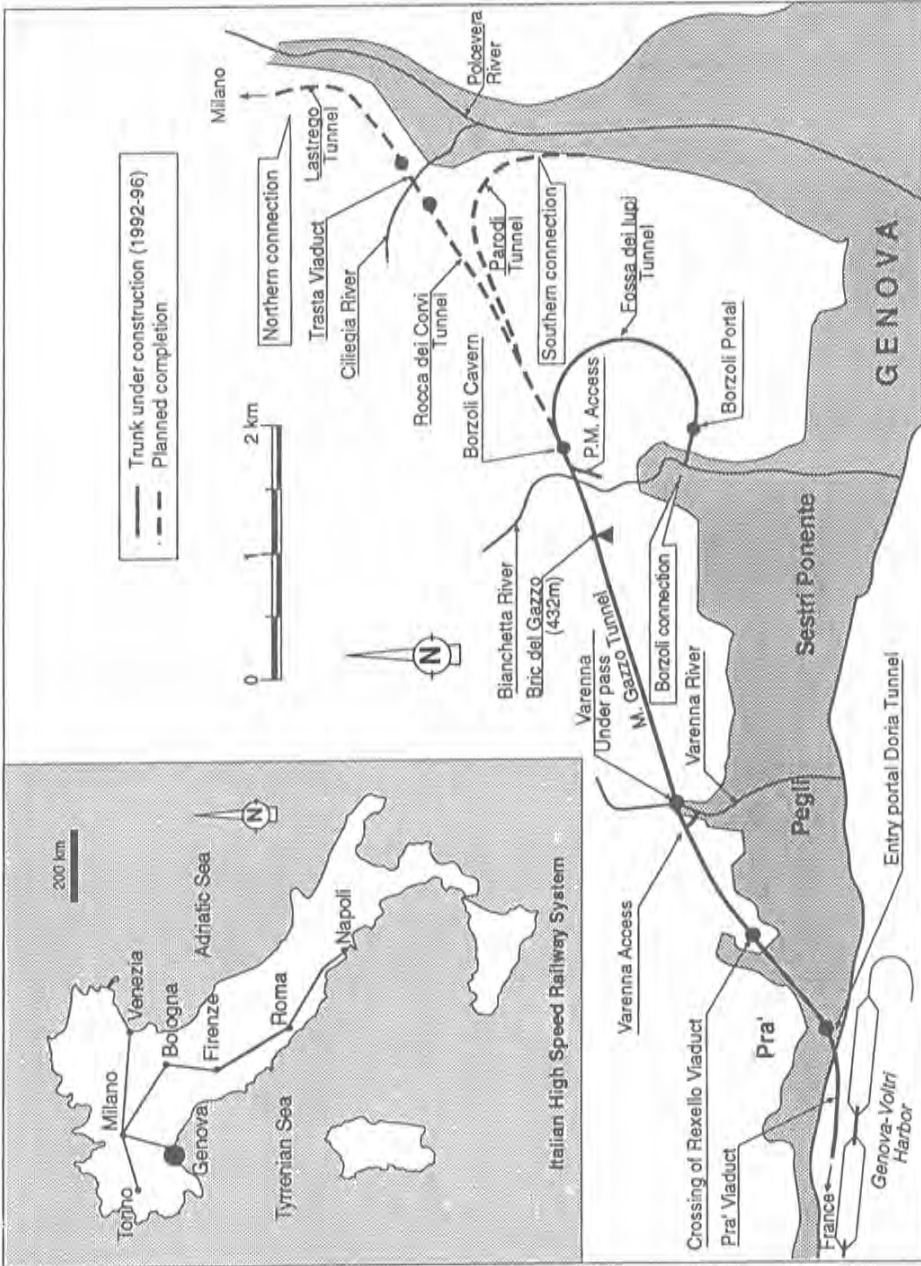 200 km
N
Adriatic Sea
Torino
Milano
Venezia
Genova
Bologna
Firenze
Roma
Napoli
Tyrrenian Sea
Italian High Speed Railway System
Trunk under construction (1992-96)
Planned completion
0 1 2 km
N
Milano
Northern connection
Lastrego
Tunnel
Polcevera
River
Trasta Viaduct
Ciliegia River
Rocca dei Corvi
Tunnel
Parodi
Tunnel
Southern connection
Borzoli Cavern
P.M. Access
Fossa dei lupi
Tunnel
Borzoli Portal
Bianchetta River
Bric del Gazzo
(432m)
Borzoli connection
Varenna
Under pass
M. Gazzo Tunnel
Varenna River
Varenna Access
Crossing of Rexello Viaduct
Pra' Viaduct
Pra'
Pegli
Sestri Ponente
GENOVA
France
Genova-Voltri
Harbor
Entry portal Doria Tunnel